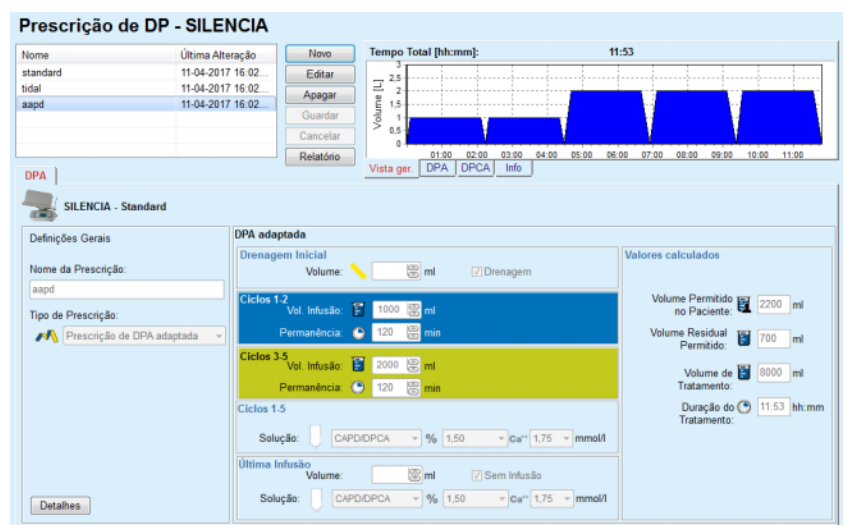 Prescrição de DP - SILENCIA
Nome Última Alteração
standard 11-04-2017 16:02...
tidal 11-04-2017 16:02...
aapd 11-04-2017 16:02...
Novo
Editar
Apagar
Guardar
Cancelar
Relatório
Tempo Total [hh:mm]: 11:53
Volume [L]
3
2,5
2
1,5
1
0,5
0
01:00 02:00 03:00 04:00 05:00 06:00 07:00 08:00 09:00 10:00 11:00
Vista ger. DPA DPCA Info
DPA
SILENCIA - Standard
Definições Gerais
Nome da Prescrição:
aapd
Tipo de Prescrição:
Prescrição de DPA adaptada
Detalhes
DPA adaptada
Drenagem Inicial
Volume: ml Drenagem
Ciclos 1-2
Vol. Infusão: 1000 ml
Permanência: 120 min
Ciclos 3-5
Vol. Infusão: 2000 ml
Permanência: 120 min
Ciclos 1-5
Solução: CAPD/DPCA % 1,50 Ca++ 1,75 mmol/l
Última Infusão
Volume: ml Sem Infusão
Solução: CAPD/DPCA % 1,50 Ca++ 1,75 mmol/l
Valores calculados
Volume Permitido
no Paciente: 2200 ml
Volume Residual
Permitido: 700 ml
Volume de
Tratamento: 8000 ml
Duração do
Tratamento: 11:53 hh:mm